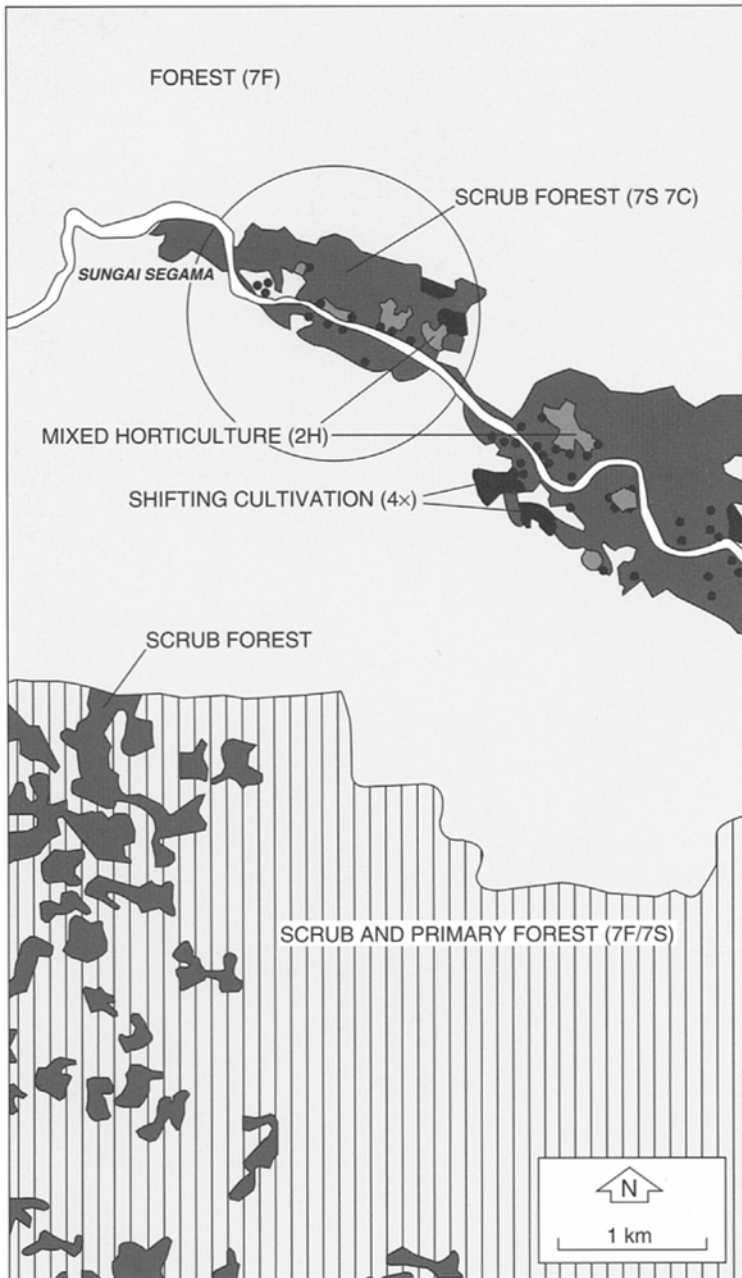 FOREST (7F)
SCRUB FOREST (7S 7C)
SUNGAI SEGAMA
MIXED HORTICULTURE (2H)
SHIFTING CULTIVATION (4×)
SCRUB FOREST
SCRUB AND PRIMARY FOREST (7F/7S)
N
1 km